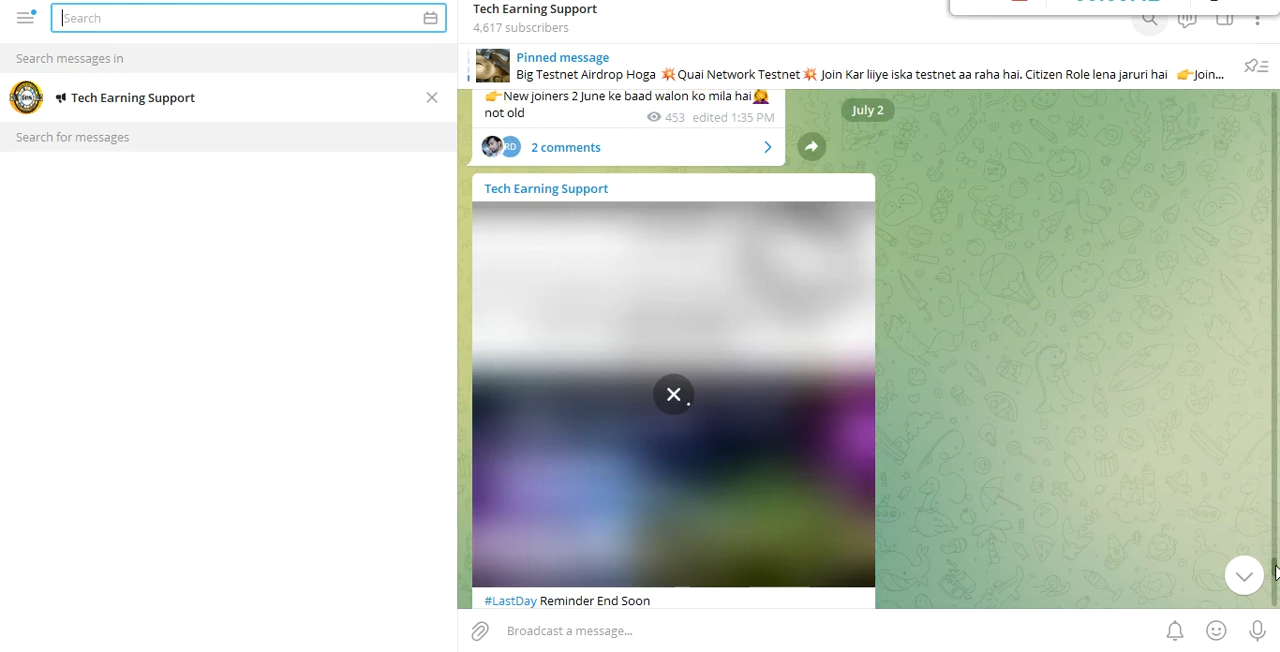 Search
Search messages in
Tech Earning Support
Search for messages
Tech Earning Support
4,617 subscribers
Pinned message
Big Testnet Airdrop Hoga 💥Quai Network Testnet 💥 Join Kar liiye iska testnet aa raha hai. Citizen Role lena jaruri hai 👉Join...
👉New joiners 2 June ke baad walon ko mila hai🤦
not old
453 edited 1:35 PM
RD
2 comments
July 2
Tech Earning Support
#LastDay Reminder End Soon
Broadcast a message...